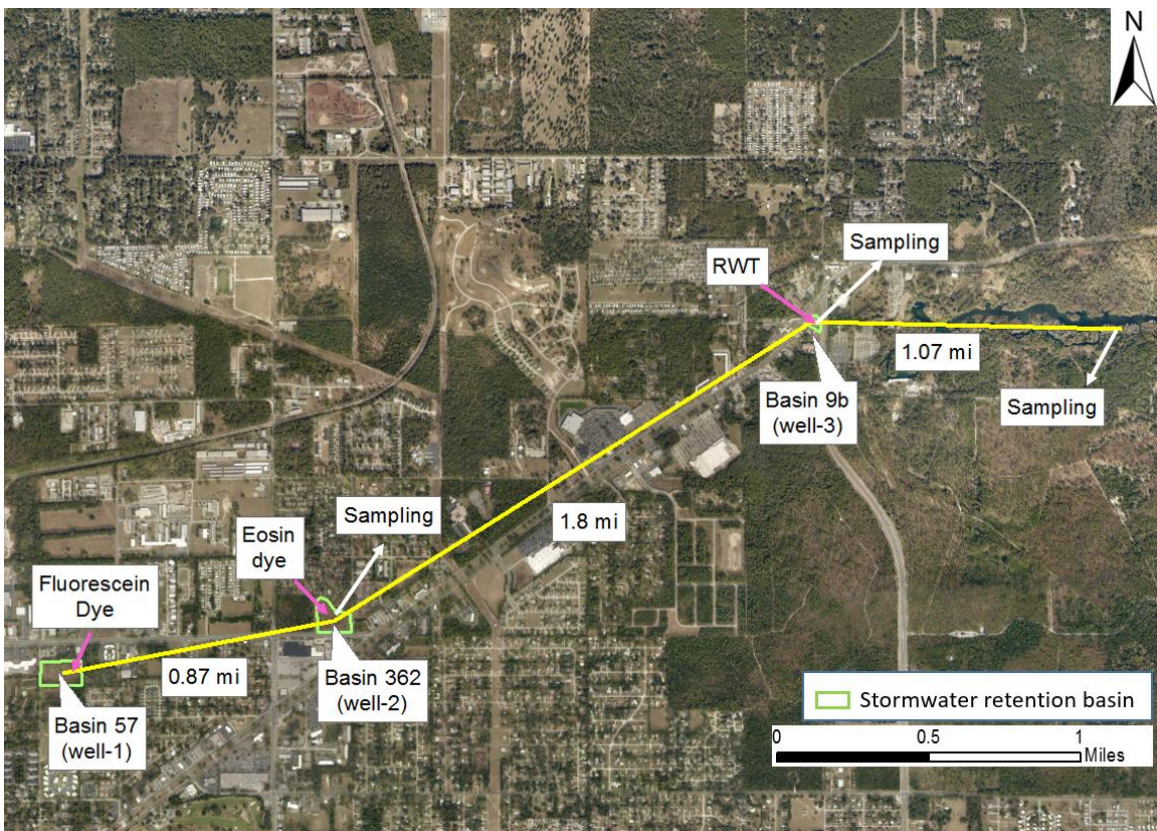 N
Sampling
RWT
1.07 mi
Basin 9b
(well-3)
Sampling
1.8 mi
Sampling
Eosin
dye
Fluorescein
Dye
0.87 mi
Basin 362
(well-2)
Basin 57
(well-1)
Stormwater retention basin
0 0.5 1
Miles